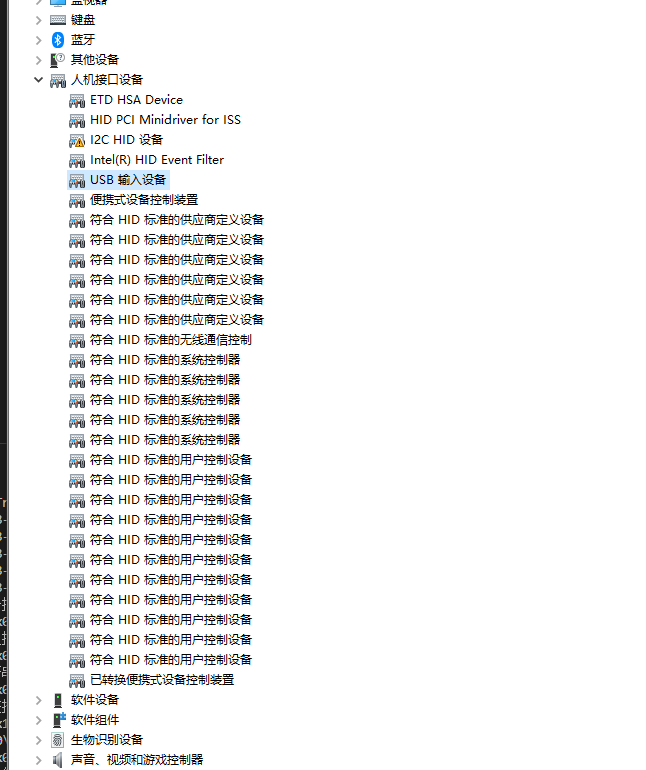 监视器
键盘
蓝牙
其他设备
人机接口设备
ETD HSA Device
HID PCI Minidriver for ISS
I2C HID 设备
Intel(R) HID Event Filter
USB 输入设备
便携式设备控制装置
符合 HID 标准的供应商定义设备
符合 HID 标准的供应商定义设备
符合 HID 标准的供应商定义设备
符合 HID 标准的供应商定义设备
符合 HID 标准的供应商定义设备
符合 HID 标准的供应商定义设备
符合 HID 标准的无线通信控制
符合 HID 标准的系统控制器
符合 HID 标准的系统控制器
符合 HID 标准的系统控制器
符合 HID 标准的系统控制器
符合 HID 标准的系统控制器
符合 HID 标准的用户控制设备
符合 HID 标准的用户控制设备
符合 HID 标准的用户控制设备
符合 HID 标准的用户控制设备
符合 HID 标准的用户控制设备
符合 HID 标准的用户控制设备
符合 HID 标准的用户控制设备
符合 HID 标准的用户控制设备
符合 HID 标准的用户控制设备
符合 HID 标准的用户控制设备
符合 HID 标准的用户控制设备
已转换便携式设备控制装置
软件设备
软件组件
生物识别设备
声音、视频和游戏控制器